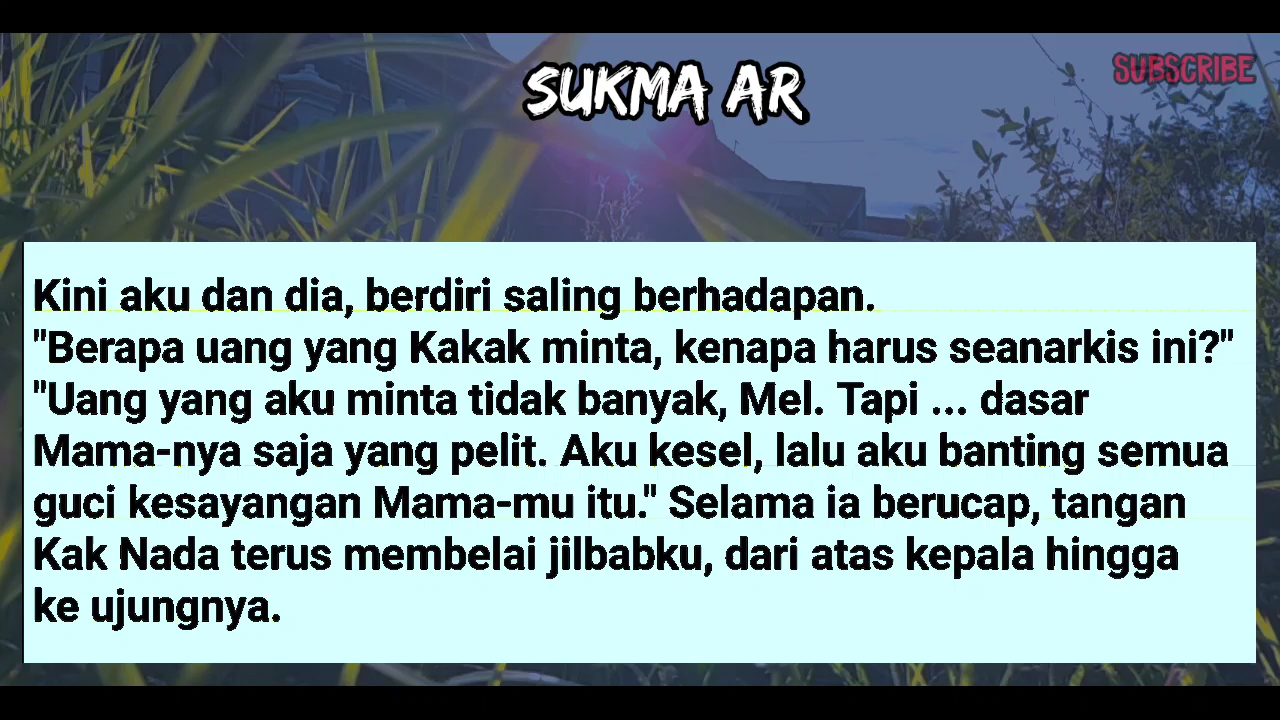 SUKMA AR
SUBSCRIBE
Kini aku dan dia, berdiri saling berhadapan.
"Berapa uang yang Kakak minta, kenapa harus seanarkis ini?"
"Uang yang aku minta tidak banyak, Mel. Tapi ... dasar
Mama-nya saja yang pelit. Aku kesel, lalu aku banting semua
guci kesayangan Mama-mu itu." Selama ia berucap, tangan
Kak Nada terus membelai jilbabku, dari atas kepala hingga
ke ujungnya.